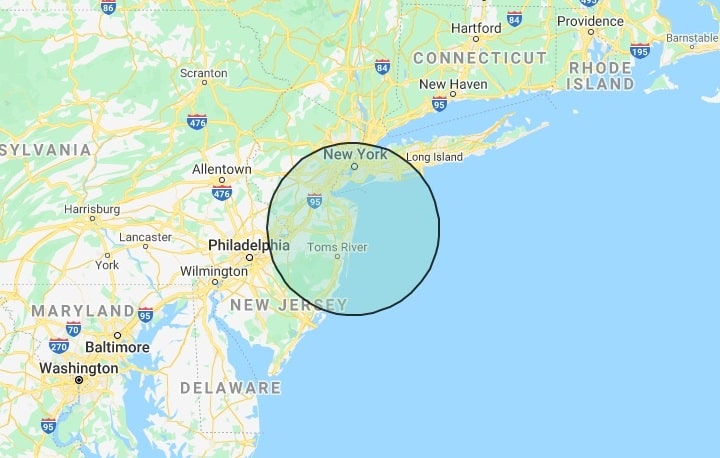 86
84
495
Hartford
Providence
Barnstable
195
CONNECTICUT
RHODE
ISLAND
Scranton
84
New Haven
95
476
SYLVANIA
New York
Long Island
Allentown
476
95
Harrisburg
Lancaster
Philadelphia
Toms River
York
Wilmington
NEW JERSEY
MARYLAND
95
70
270
Baltimore
Washington
DELAWARE
95